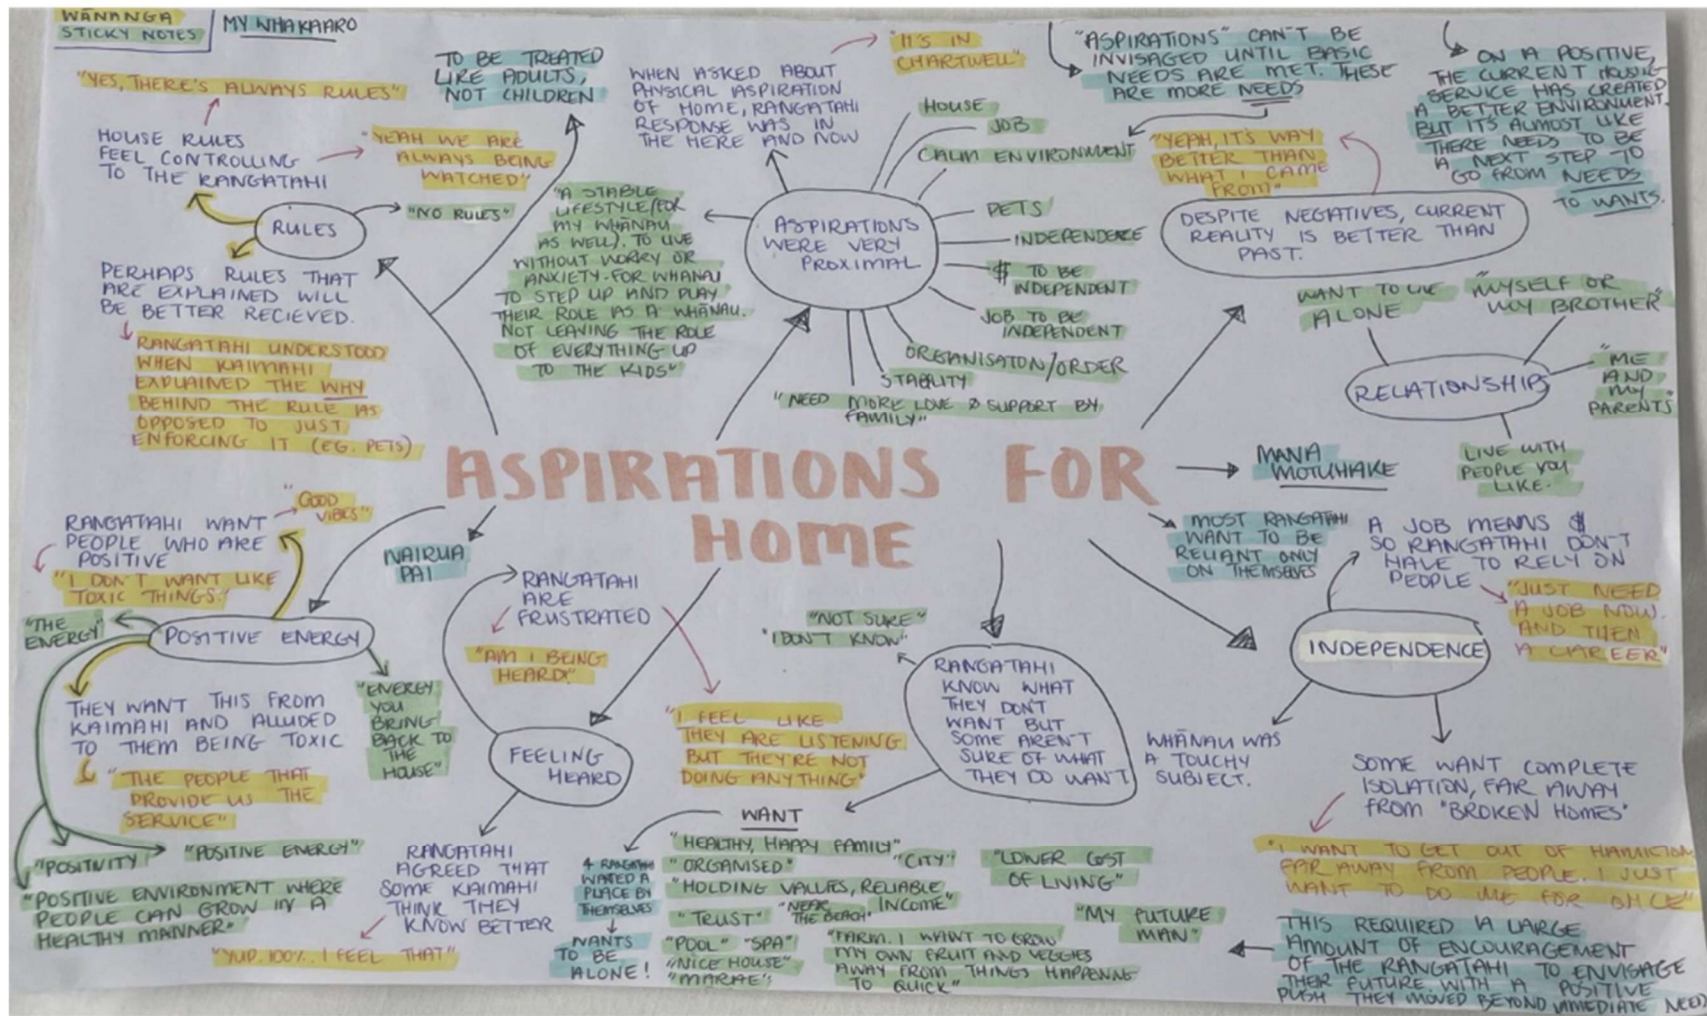 WĀNANGA
STICKY NOTES
MY WHAKAARO
"YES, THERE'S ALWAYS RULES"
HOUSE RULES
FEEL CONTROLLING
TO THE RANGATAHI
"YEAH WE ARE
ALWAYS BEING
WATCHED"
RULES
"NO RULES"
PERHAPS RULES THAT
ARE EXPLAINED WILL
BE BETTER RECIEVED.
RANGATAHI UNDERSTOOD
WHEN KAIMAHI
EXPLAINED THE WHY
BEHIND THE RULE AS
OPPOSED TO JUST
ENFORCING IT (EG. PETS)
TO BE TREATED
LIKE ADULTS,
NOT CHILDREN
WHEN ASKED ABOUT
PHYSICAL ASPIRATION
OF HOME, RANGATAHI
RESPONSE WAS IN
THE HERE AND NOW
"IT'S IN
CHARTWELL"
"A STABLE
LIFESTYLE (FOR
MY WHĀNAU
AS WELL). TO LIVE
WITHOUT WORRY OR
ANXIETY. FOR WHANAU
TO STEP UP AND PLAY
THEIR ROLE AS A WHĀNAU.
NOT LEAVING THE ROLE
OF EVERYTHING UP
TO THE KIDS"
ASPIRATIONS
WERE VERY
PROXIMAL
HOUSE
JOB
CALM ENVIRONMENT
PETS
INDEPENDENCE
$ TO BE
INDEPENDENT
JOB TO BE
INDEPENDENT
ORGANISATON/ORDER
STABILITY
"NEED MORE LOVE & SUPPORT BY
FAMILY"
"ASPIRATIONS" CAN'T BE
INVISAGED UNTIL BASIC
NEEDS ARE MET. THESE
ARE MORE NEEDS
ON A POSITIVE,
THE CURRENT HOUSING
SERVICE HAS CREATED
A BETTER ENVIRONMENT.
BUT IT'S ALMOST LIKE
THERE NEEDS TO BE
A NEXT STEP TO
GO FROM NEEDS
TO WANTS.
"YEAH, IT'S WAY
BETTER THAN
WHAT I CAME
FROM"
DESPITE NEGATIVES, CURRENT
REALITY IS BETTER THAN
PAST.
WANT TO LIVE
ALONE
"MYSELF OR
MY BROTHER"
RELATIONSHIPS
"ME
AND
MY
PARENTS"
LIVE WITH
PEOPLE YOU
LIKE.
ASPIRATIONS FOR
HOME
MANA
MOTUHAKE
MOST RANGATAHI
WANT TO BE
RELIANT ONLY
ON THEMSELVES
A JOB MEANS $
SO RANGATAHI DON'T
HAVE TO RELY ON
PEOPLE
"JUST NEED
A JOB NOW.
AND THEN
A CAREER"
INDEPENDENCE
WHĀNAU WAS
A TOUCHY
SUBJECT.
SOME WANT COMPLETE
ISOLATION, FAR AWAY
FROM "BROKEN HOMES"
"I WANT TO GET OUT OF HAMILTON
FAR AWAY FROM PEOPLE. I JUST
WANT TO DO ME FOR ONCE"
THIS REQUIRED A LARGE
AMOUNT OF ENCOURAGEMENT
OF THE RANGATAHI TO ENVISAGE
THEIR FUTURE WITH A POSITIVE
PUSH THEY MOVED BEYOND IMMEDIATE NEED
"GOOD
VIBES"
RANGATAHI WANT
PEOPLE WHO ARE
POSITIVE
"I DON'T WANT LIKE
TOXIC THINGS."
"THE
ENERGY"
POSITIVE ENERGY
THEY WANT THIS FROM
KAIMAHI AND ALLUDED
TO THEM BEING TOXIC
"THE PEOPLE THAT
PROVIDE US THE
SERVICE"
"ENERGY
YOU
BRING
BACK TO
THE
HOUSE"
"POSITIVITY
"POSITIVE ENERGY"
"POSITIVE ENVIRONMENT WHERE
PEOPLE CAN GROW IN A
HEALTHY MANNER"
WAIRUA
PAI
RANGATAHI
ARE
FRUSTRATED
"AM I BEING
HEARD?"
FEELING
HEARD
"I FEEL LIKE
THEY ARE LISTENING
BUT THEY'RE NOT
DOING ANYTHING"
RANGATAHI
AGREED THAT
SOME KAIMAHI
THINK THEY
KNOW BETTER
"YUP. 100%.. I FEEL THAT"
"NOT SURE"
"I DON'T KNOW"
RANGATAHI
KNOW WHAT
THEY DON'T
WANT BUT
SOME AREN'T
SURE OF WHAT
THEY DO WANT
WANT
4 RANGATAHI
WANTED A
PLACE BY
THEMSELVES
WANTS
TO BE
ALONE!
"HEALTHY, HAPPY FAMILY"
"ORGANISED"
"CITY"
"LOWER COST
OF LIVING"
"HOLDING VALUES, RELIABLE
INCOME"
"TRUST"
"NEAR
THE BEACH"
"MY FUTURE
MAN"
"POOL" "SPA"
"NICE HOUSE"
"MARAE"
"FARM. I WANT TO GROW
MY OWN FRUIT AND VEGGIES
AWAY FROM THINGS HAPPENING
TO QUICK"